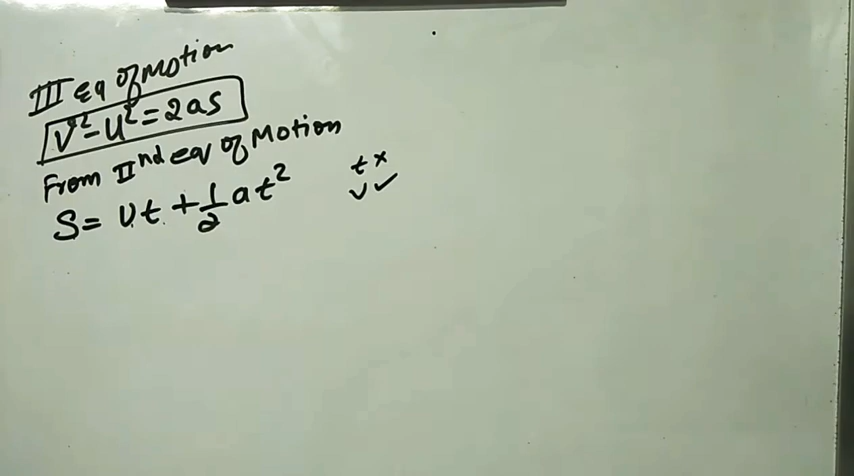 III eq of Motion
V²-U²=2as
From IInd eq of Motion
S= Ut + 1/2 at²
t ×
v ✓